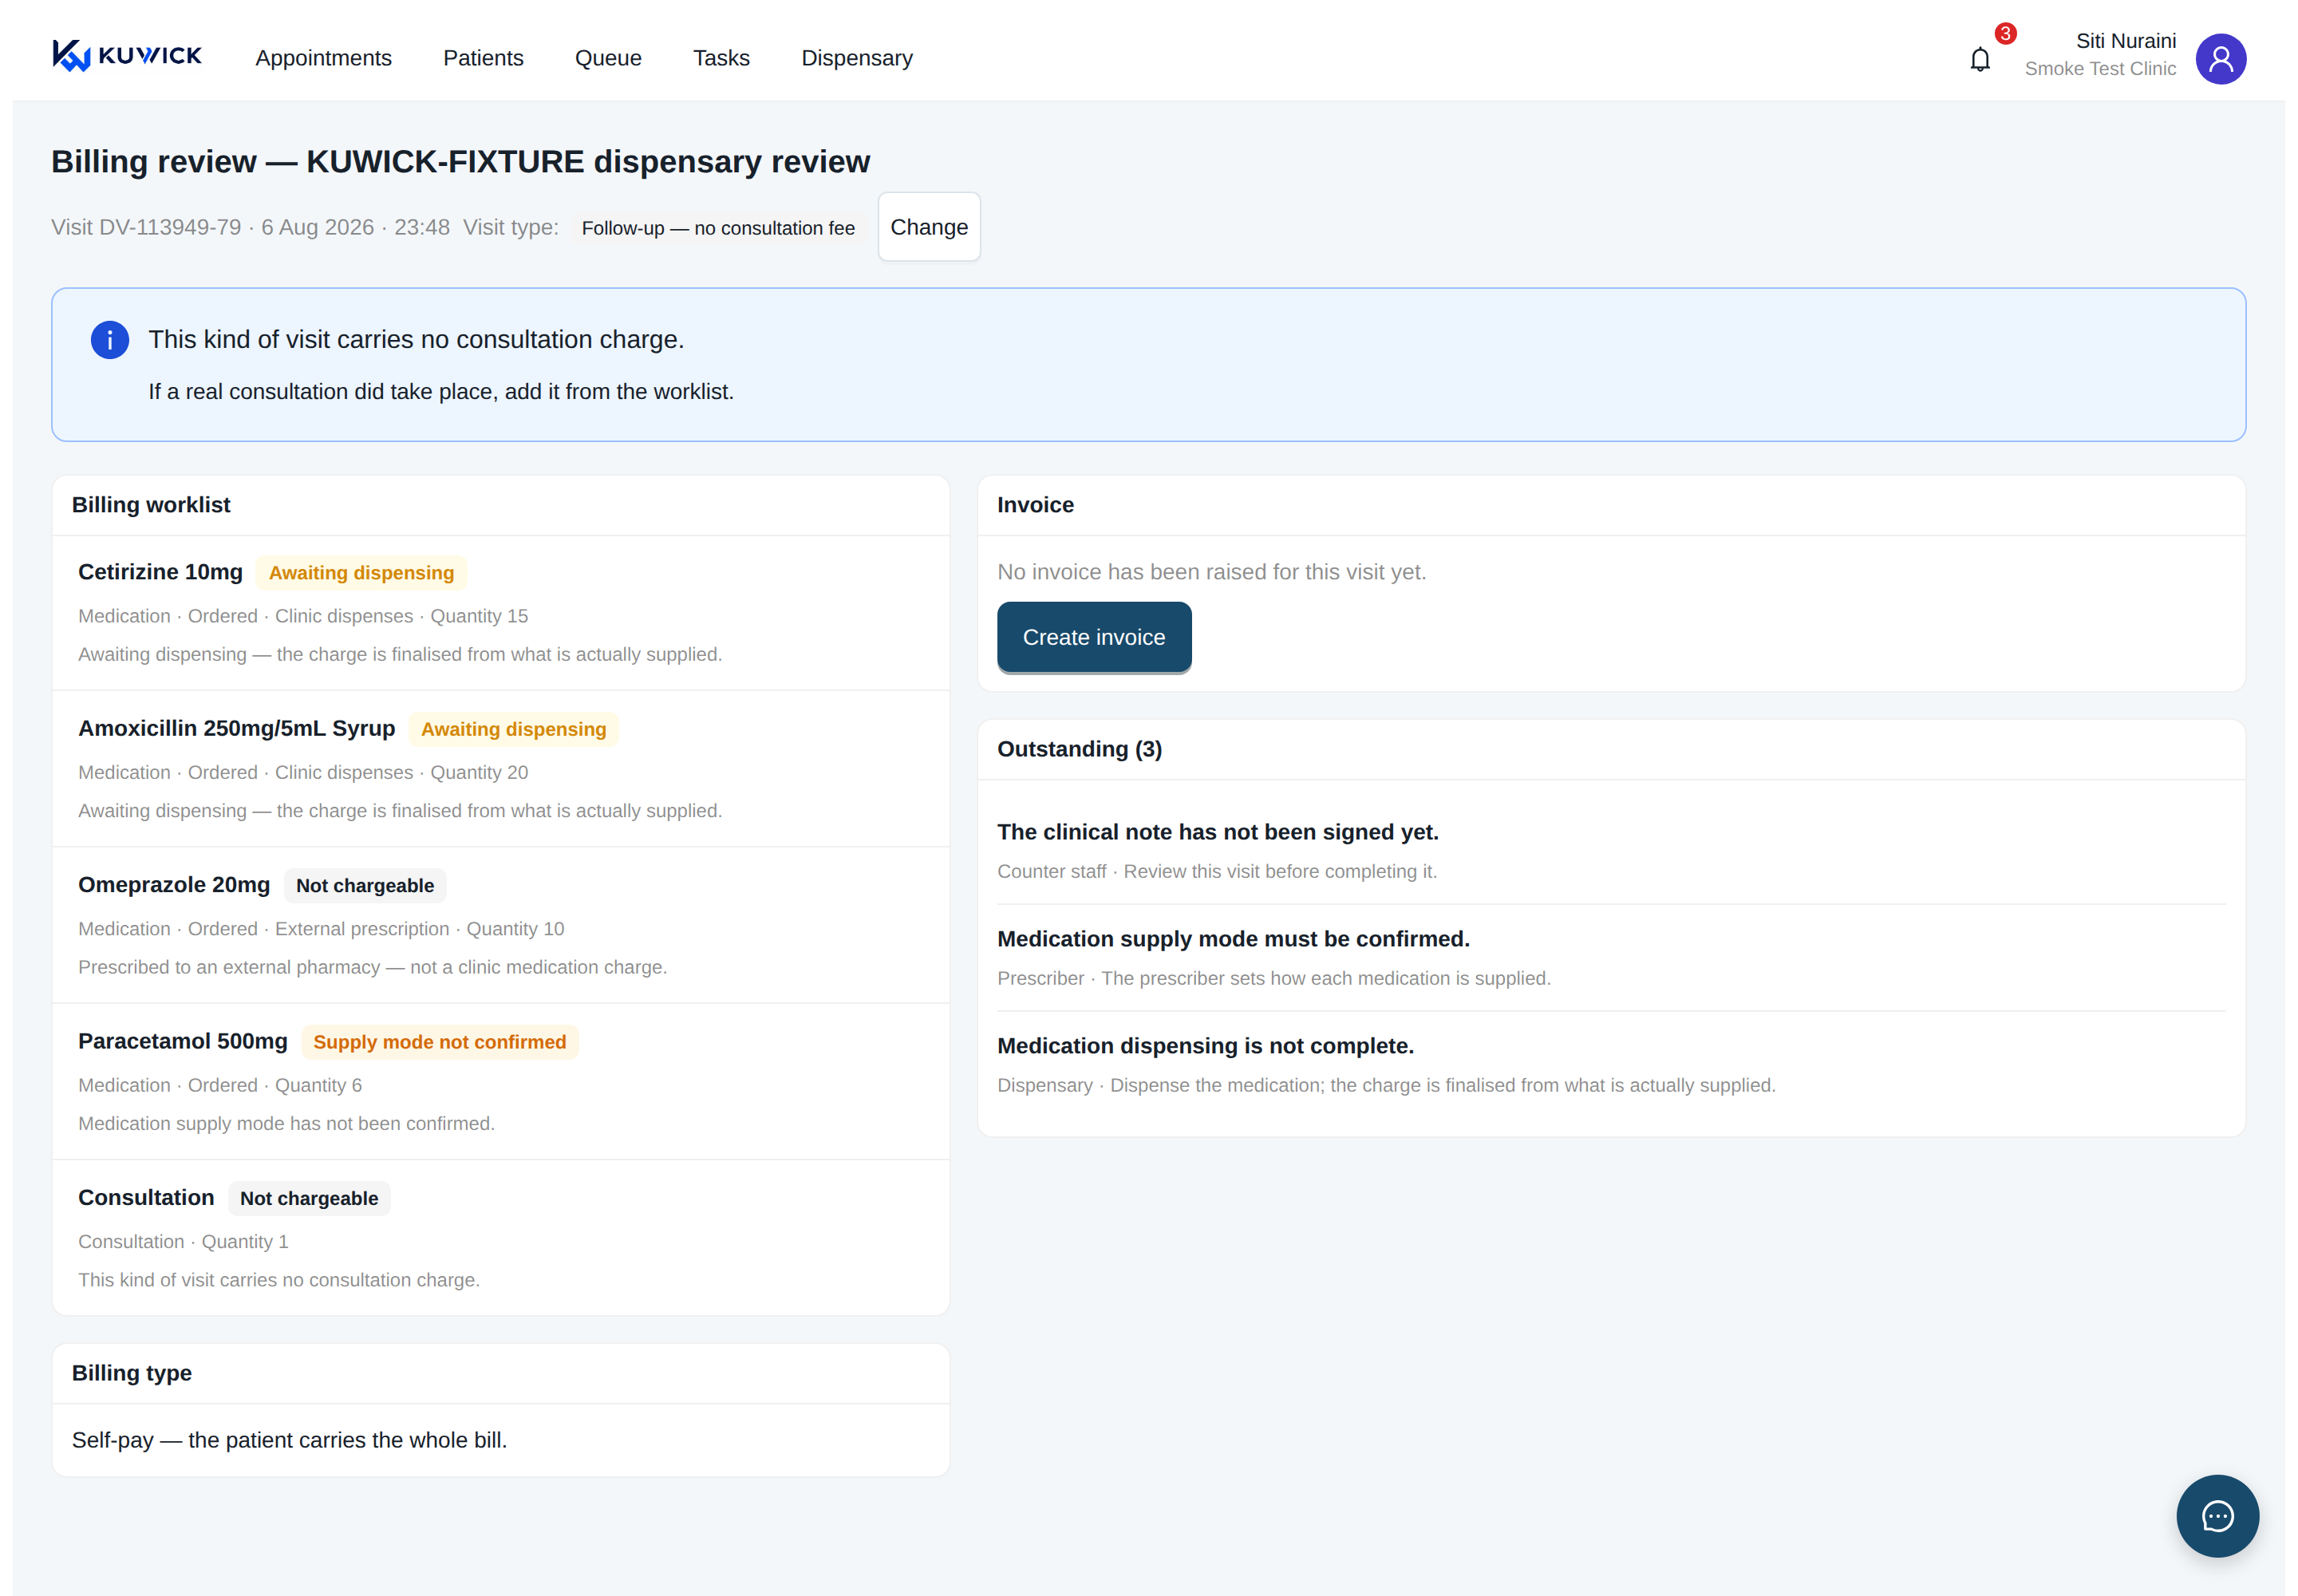 KUWICK
Appointments
Patients
Queue
Tasks
Dispensary
3
Siti Nuraini
Smoke Test Clinic
Billing review — KUWICK-FIXTURE dispensary review
Visit DV-113949-79 · 6 Aug 2026 · 23:48 Visit type: Follow-up — no consultation fee Change
This kind of visit carries no consultation charge.
If a real consultation did take place, add it from the worklist.
Billing worklist
Cetirizine 10mg Awaiting dispensing
Medication · Ordered · Clinic dispenses · Quantity 15
Awaiting dispensing — the charge is finalised from what is actually supplied.
Amoxicillin 250mg/5mL Syrup Awaiting dispensing
Medication · Ordered · Clinic dispenses · Quantity 20
Awaiting dispensing — the charge is finalised from what is actually supplied.
Omeprazole 20mg Not chargeable
Medication · Ordered · External prescription · Quantity 10
Prescribed to an external pharmacy — not a clinic medication charge.
Paracetamol 500mg Supply mode not confirmed
Medication · Ordered · Quantity 6
Medication supply mode has not been confirmed.
Consultation Not chargeable
Consultation · Quantity 1
This kind of visit carries no consultation charge.
Billing type
Self-pay — the patient carries the whole bill.
Invoice
No invoice has been raised for this visit yet.
Create invoice
Outstanding (3)
The clinical note has not been signed yet.
Counter staff · Review this visit before completing it.
Medication supply mode must be confirmed.
Prescriber · The prescriber sets how each medication is supplied.
Medication dispensing is not complete.
Dispensary · Dispense the medication; the charge is finalised from what is actually supplied.